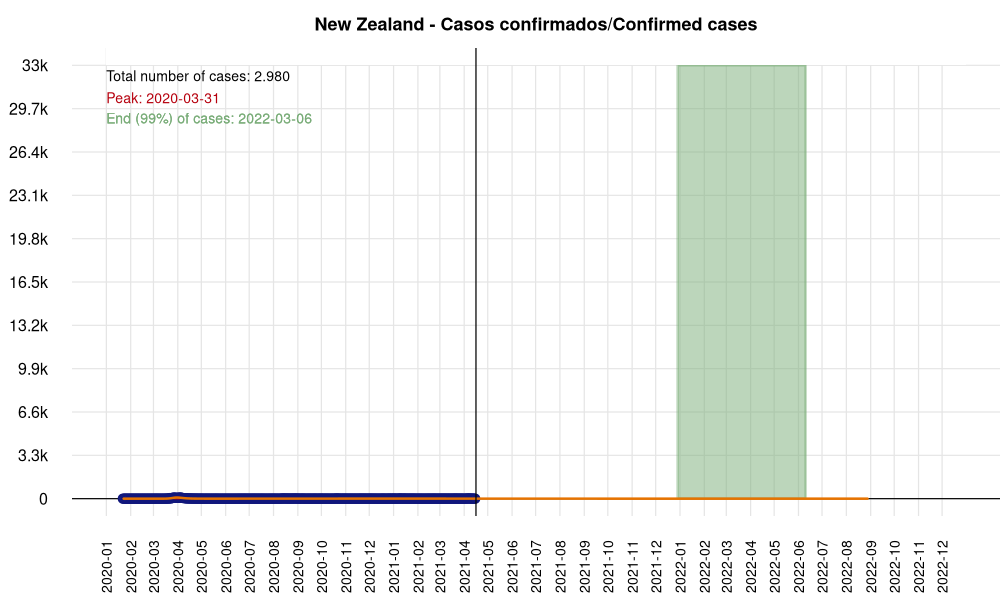 New Zealand - Casos confirmados/Confirmed cases
Total number of cases: 2.980
Peak: 2020-03-31
End (99%) of cases: 2022-03-06
33k
29.7k
26.4k
23.1k
19.8k
16.5k
13.2k
9.9k
6.6k
3.3k
0
2020-01
2020-02
2020-03
2020-04
2020-05
2020-06
2020-07
2020-08
2020-09
2020-10
2020-11
2020-12
2021-01
2021-02
2021-03
2021-04
2021-05
2021-06
2021-07
2021-08
2021-09
2021-10
2021-11
2021-12
2022-01
2022-02
2022-03
2022-04
2022-05
2022-06
2022-07
2022-08
2022-09
2022-10
2022-11
2022-12